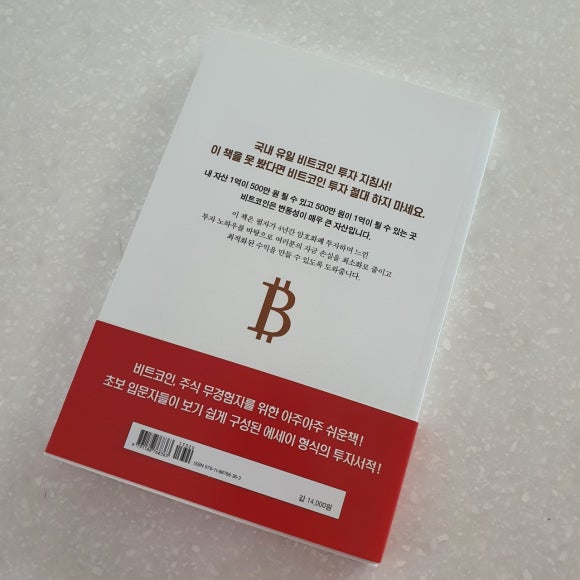 국내 유일 비트코인 투자 지침서!
이 책을 못 봤다면 비트코인 투자 절대 하지 마세요.
내 자산 1억이 500만 원 될 수 있고 500만 원이 1억이 될 수 있는 곳
비트코인은 변동성이 매우 큰 자산입니다.
이 책은 필자가 4년간 암호화폐 투자하며 느낀
투자 노하우를 바탕으로 여러분의 자금 손실을 최소화로 줄이고
최적화된 수익을 만들 수 있도록 도와줍니다.
비트코인, 주식 무경험자를 위한 아주아주 쉬운책!
초보 입문자들이 보기 쉽게 구성된 에세이 형식의 투자서적!
값 14,000원